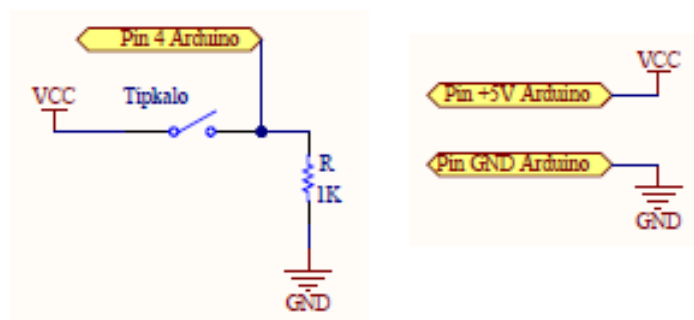 Pin 4 Arduino
VCC
Tipkalo
R
1K
GND
VCC
Pin +5V Arduino
Pin GND Arduino
GND